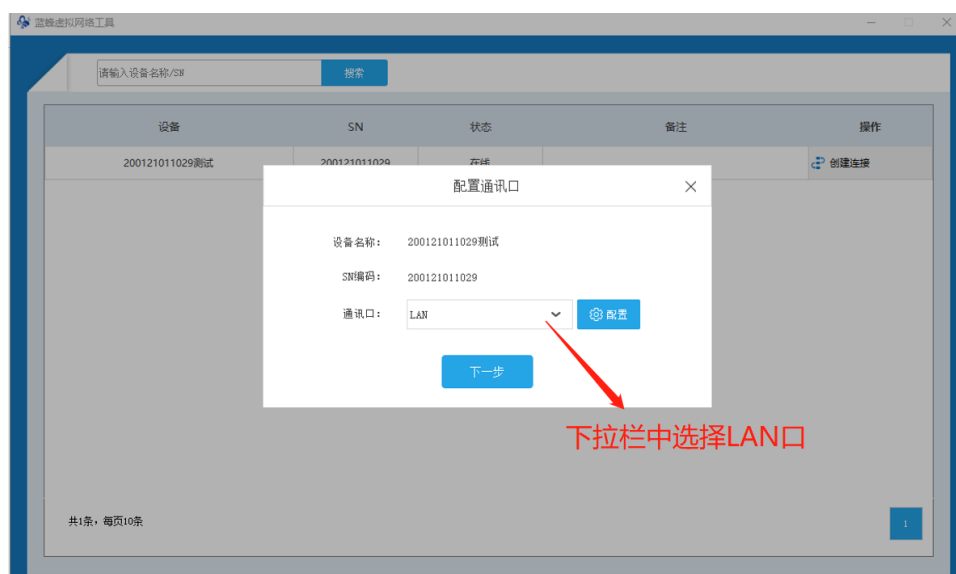 蓝蜂虚拟网络工具
请输入设备名称/SN 搜索
设备 SN 状态 备注 操作
200121011029测试 200121011029 在线 创建连接
配置通讯口
设备名称： 200121011029测试
SN编码： 200121011029
通讯口： LAN 配置
下一步
下拉栏中选择LAN口
共1条，每页10条 1